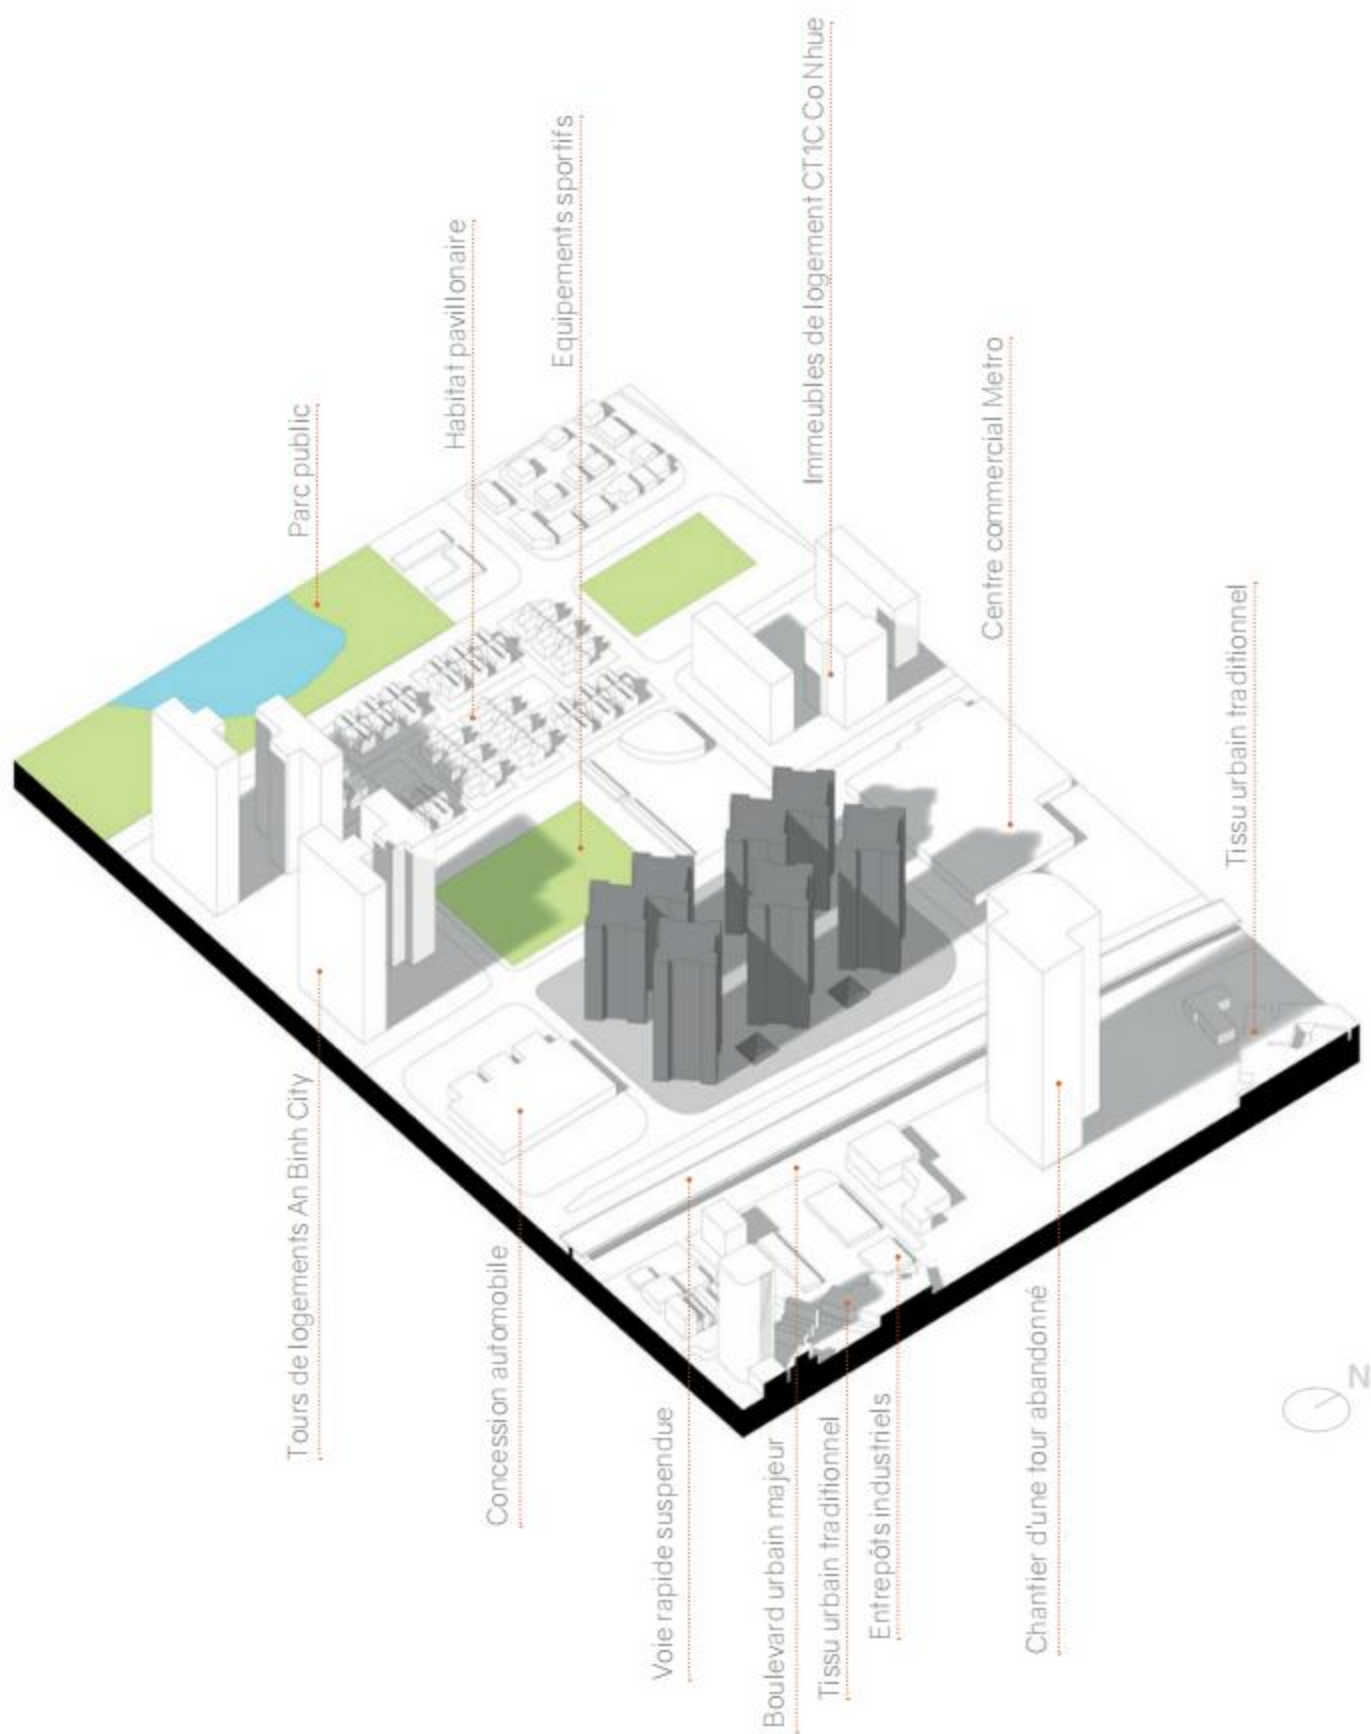 Parc public
Habitat pavillonaire
Equipements sportifs
Immeubles de logement CT1C Co Nhue
Centre commercial Metro
Tissu urbain traditionnel
Tours de logements An Binh City
Concession automobile
Voie rapide suspendue
Boulevard urbain majeur
Tissu urbain traditionnel
Entrepôts industriels
Chantier d'une tour abandonné
N